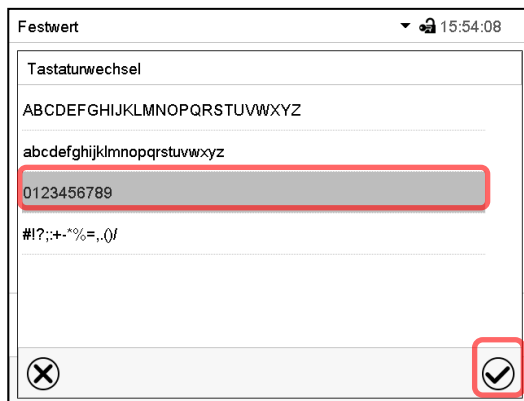 Festwert 15:54:08
Tastaturwechsel
ABCDEFGHIJKLMNOPQRSTUVWXYZ
abcdefghijklmnopqrstuvwxyz
0123456789
#!?;:+-*%=,.()/